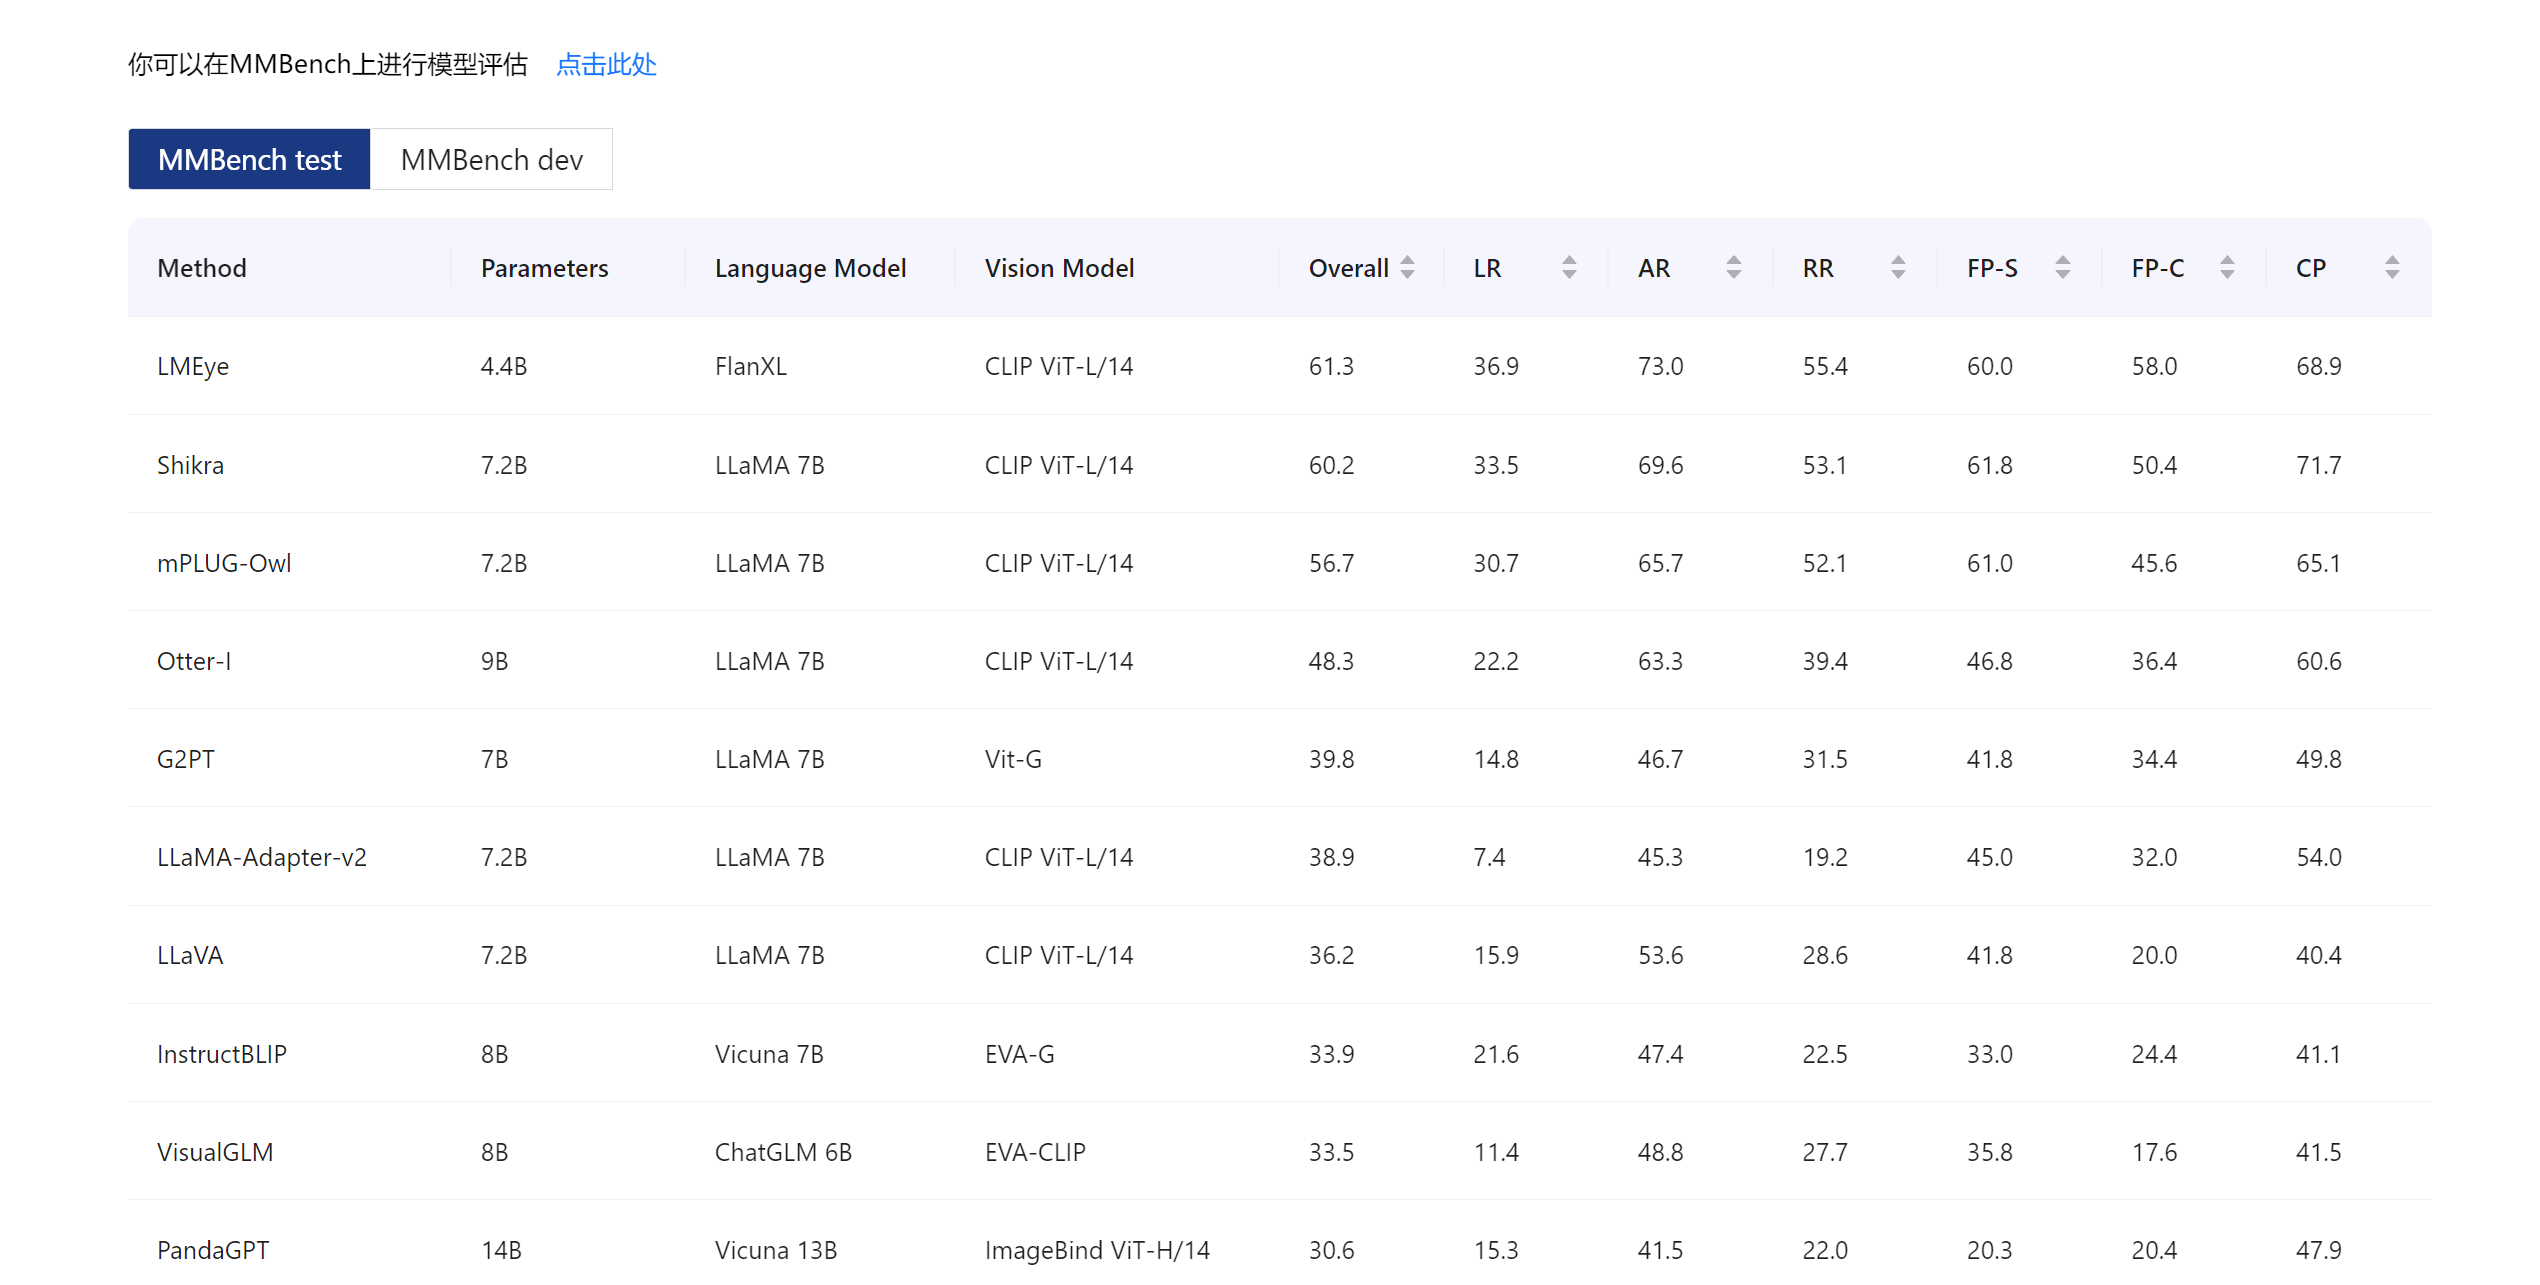 你可以在MMBench上进行模型评估 点击此处
MMBench test MMBench dev
Method Parameters Language Model Vision Model Overall LR AR RR FP-S FP-C CP
LMEye 4.4B FlanXL CLIP ViT-L/14 61.3 36.9 73.0 55.4 60.0 58.0 68.9
Shikra 7.2B LLaMA 7B CLIP ViT-L/14 60.2 33.5 69.6 53.1 61.8 50.4 71.7
mPLUG-Owl 7.2B LLaMA 7B CLIP ViT-L/14 56.7 30.7 65.7 52.1 61.0 45.6 65.1
Otter-I 9B LLaMA 7B CLIP ViT-L/14 48.3 22.2 63.3 39.4 46.8 36.4 60.6
G2PT 7B LLaMA 7B Vit-G 39.8 14.8 46.7 31.5 41.8 34.4 49.8
LLaMA-Adapter-v2 7.2B LLaMA 7B CLIP ViT-L/14 38.9 7.4 45.3 19.2 45.0 32.0 54.0
LLaVA 7.2B LLaMA 7B CLIP ViT-L/14 36.2 15.9 53.6 28.6 41.8 20.0 40.4
InstructBLIP 8B Vicuna 7B EVA-G 33.9 21.6 47.4 22.5 33.0 24.4 41.1
VisualGLM 8B ChatGLM 6B EVA-CLIP 33.5 11.4 48.8 27.7 35.8 17.6 41.5
PandaGPT 14B Vicuna 13B ImageBind ViT-H/14 30.6 15.3 41.5 22.0 20.3 20.4 47.9